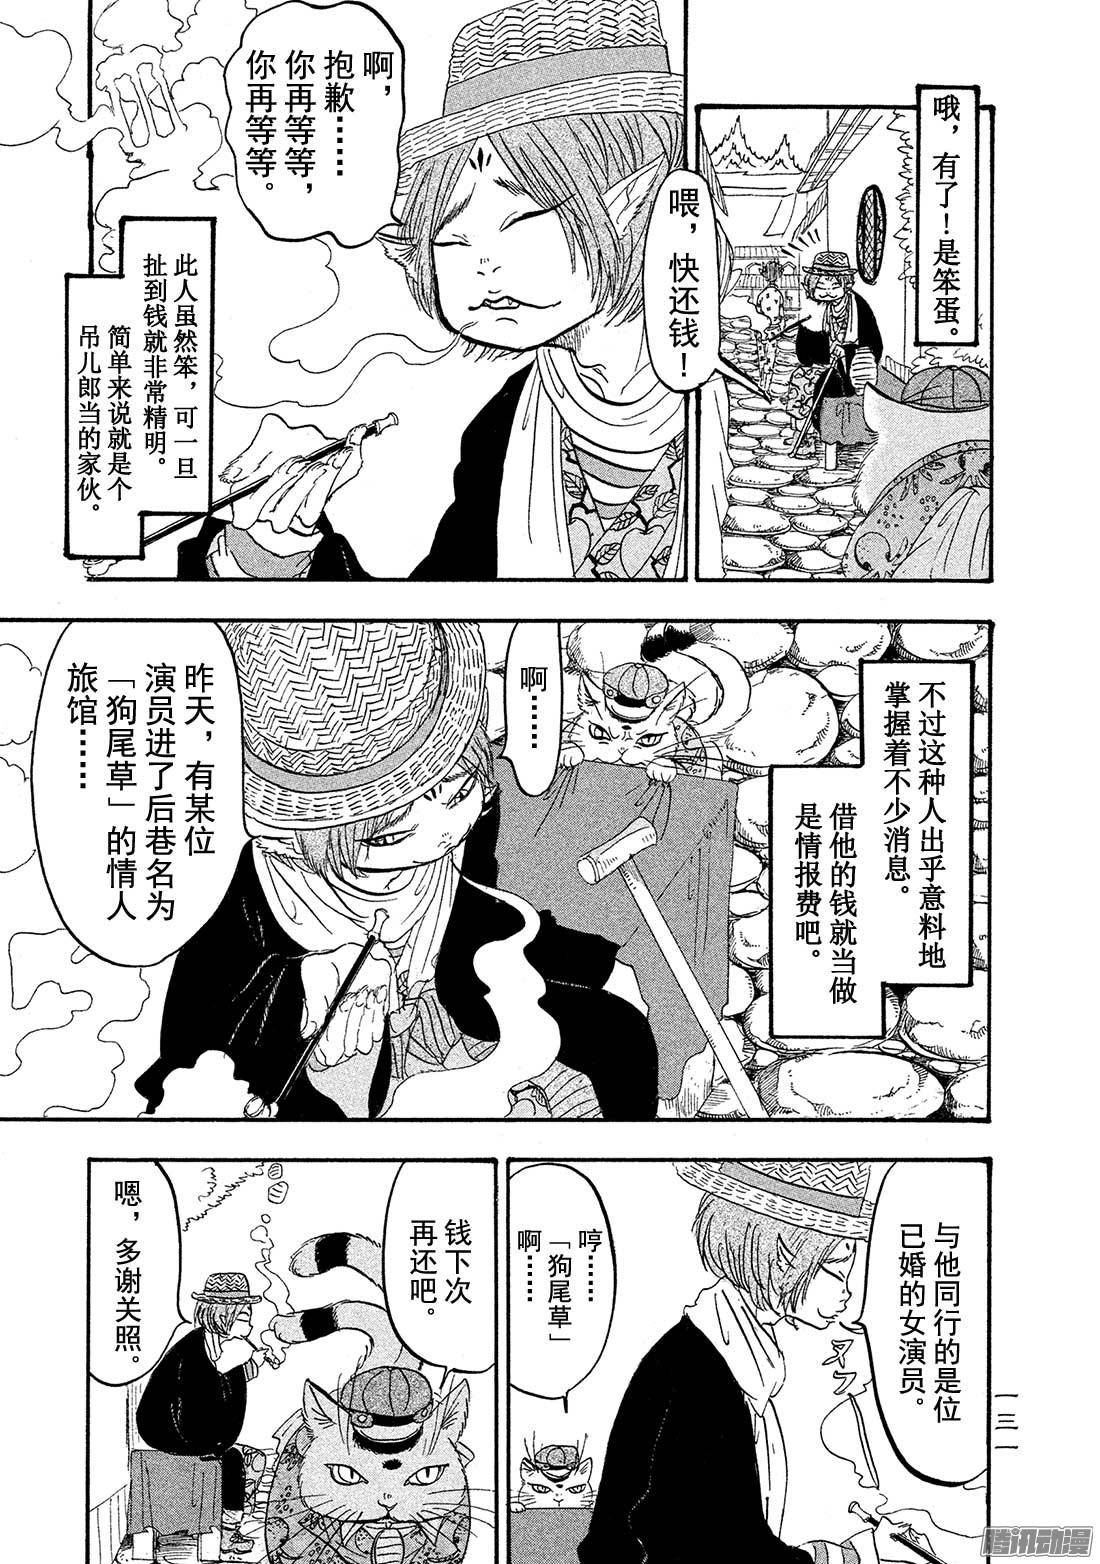 哦，有了！是笨蛋。
喂，快还钱！
啊，
抱歉……
你再等等，
你再等等。
此人虽然笨，可一旦
扯到钱就非常精明。
简单来说就是个
吊儿郎当的家伙。
不过这种人出乎意料地
掌握着不少消息。
借他的钱就当做
是情报费吧。
啊……
昨天，有某位
演员进了后巷名为
「狗尾草」的情人
旅馆……
与他同行的是位
已婚的女演员。
ヌフ
哼……
「狗尾草」
啊……
钱下次
再还吧。
嗯，多谢关照。
一三一
腾讯动漫